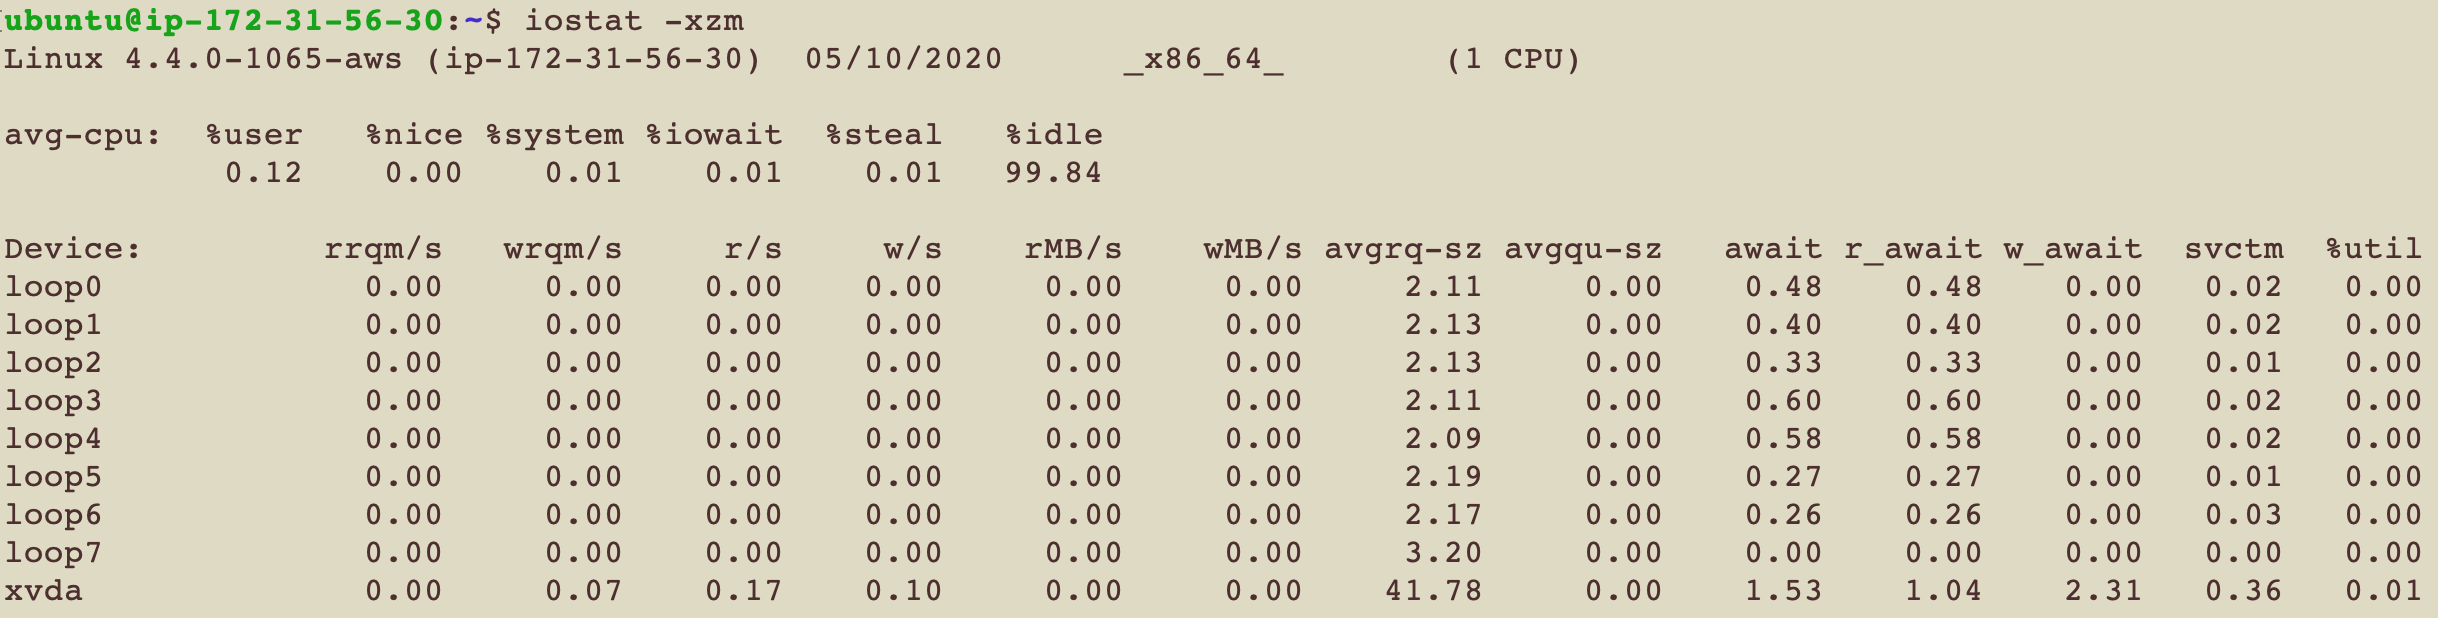 ubuntu@ip-172-31-56-30:~$ iostat -xzm
Linux 4.4.0-1065-aws (ip-172-31-56-30) 05/10/2020 _x86_64_ (1 CPU)
avg-cpu: %user %nice %system %iowait %steal %idle
0.12 0.00 0.01 0.01 0.01 99.84
Device: rrqm/s wrqm/s r/s w/s rMB/s wMB/s avgrq-sz avgqu-sz await r_await w_await svctm %util
loop0 0.00 0.00 0.00 0.00 0.00 0.00 2.11 0.00 0.48 0.48 0.00 0.02 0.00
loop1 0.00 0.00 0.00 0.00 0.00 0.00 2.13 0.00 0.40 0.40 0.00 0.02 0.00
loop2 0.00 0.00 0.00 0.00 0.00 0.00 2.13 0.00 0.33 0.33 0.00 0.01 0.00
loop3 0.00 0.00 0.00 0.00 0.00 0.00 2.11 0.00 0.60 0.60 0.00 0.02 0.00
loop4 0.00 0.00 0.00 0.00 0.00 0.00 2.09 0.00 0.58 0.58 0.00 0.02 0.00
loop5 0.00 0.00 0.00 0.00 0.00 0.00 2.19 0.00 0.27 0.27 0.00 0.01 0.00
loop6 0.00 0.00 0.00 0.00 0.00 0.00 2.17 0.00 0.26 0.26 0.00 0.03 0.00
loop7 0.00 0.00 0.00 0.00 0.00 0.00 3.20 0.00 0.00 0.00 0.00 0.00 0.00
xvda 0.00 0.07 0.17 0.10 0.00 0.00 41.78 0.00 1.53 1.04 2.31 0.36 0.01